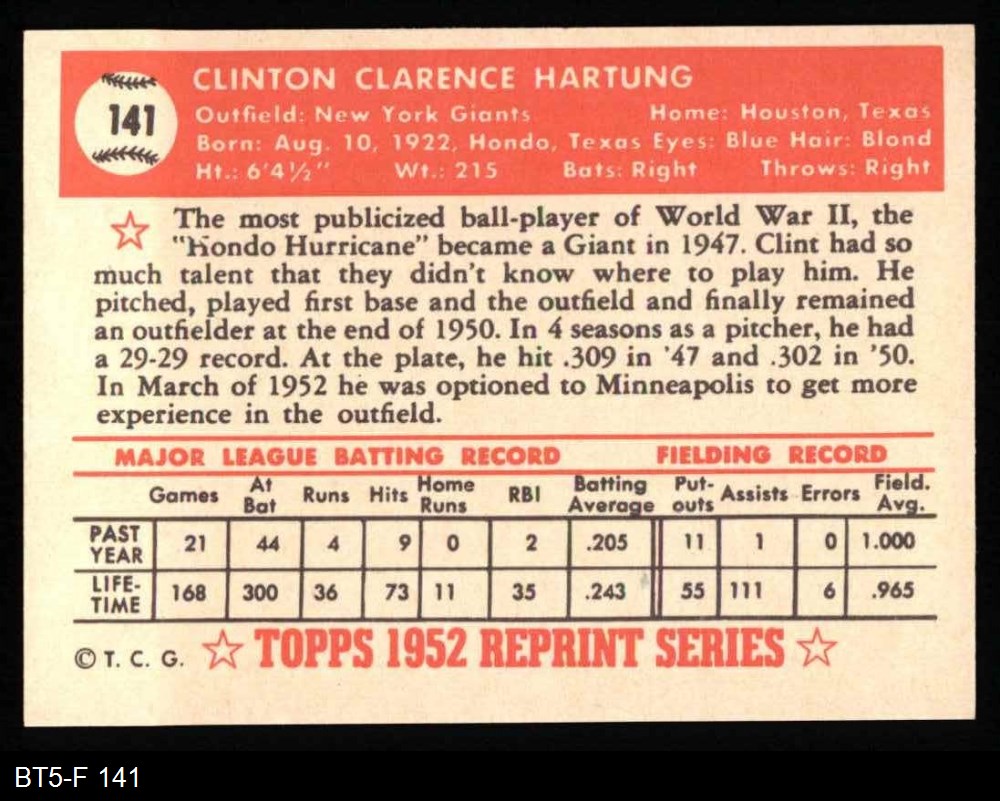 141
CLINTON CLARENCE HARTUNG
Outfield: New York Giants Home: Houston, Texas
Born: Aug. 10, 1922, Hondo, Texas Eyes: Blue Hair: Blond
Ht.: 6'4½" Wt.: 215 Bats: Right Throws: Right
The most publicized ball-player of World War II, the
"Hondo Hurricane" became a Giant in 1947. Clint had so
much talent that they didn't know where to play him. He
pitched, played first base and the outfield and finally remained
an outfielder at the end of 1950. In 4 seasons as a pitcher, he had
a 29-29 record. At the plate, he hit .309 in '47 and .302 in '50.
In March of 1952 he was optioned to Minneapolis to get more
experience in the outfield.
MAJOR LEAGUE BATTING RECORD FIELDING RECORD
Games At Bat Runs Hits Home Runs RBI Batting Average Put-outs Assists Errors Field. Avg.
PAST YEAR 21 44 4 9 0 2 .205 11 1 0 1.000
LIFE-TIME 168 300 36 73 11 35 .243 55 111 6 .965
© T. C. G. TOPPS 1952 REPRINT SERIES
BT5-F 141